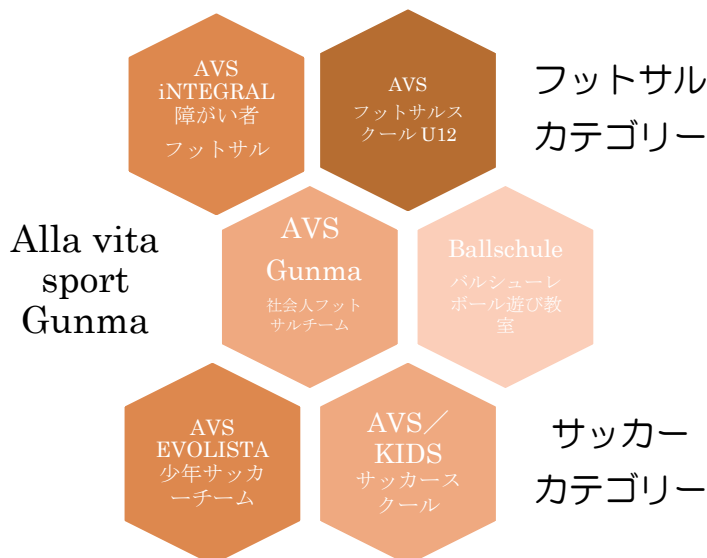 AVS
iNTEGRAL
障がい者
フットサル
AVS
フットサルス
クール U12
フットサル
カテゴリー
Alla vita
sport
Gunma
AVS
Gunma
社会人フット
サルチーム
Ballschule
バルシューレ
ボール遊び教
室
AVS
EVOLISTA
少年サッカ
ーチーム
AVS／
KIDS
サッカース
クール
サッカー
カテゴリー